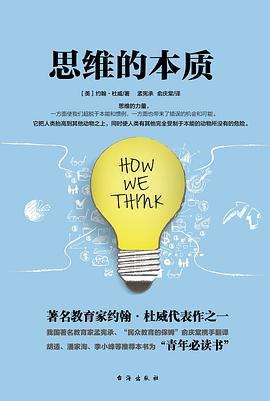 思维的本质
［美］约翰·杜威/著 孟宪承 俞庆棠/译
思维的力量，
一方面使我们超脱于本能和惯例，一方面也带来了错误的机会和可能。
它把人类抬高到其他动物之上，同时使人类有其他完全受制于本能的动物所没有的危险。
HOW
WE
THINK
著名教育家约翰·杜威代表作之一
我国著名教育家孟宪承、“民众教育的保姆”俞庆棠携手翻译
胡适、潘家洵、李小峰等推荐本书为“青年必读书”
台海出版社